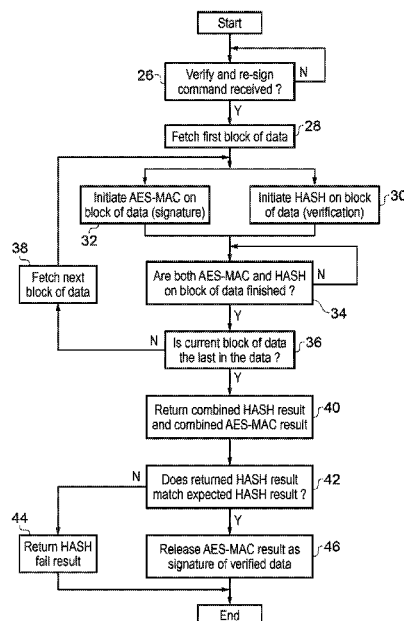 Start
26
Verify and re-sign
command received ?
N
Y
Fetch first block of data
28
Initiate AES-MAC on
block of data (signature)
32
Initiate HASH on block
of data (verification)
30
38
Fetch next
block of data
Are both AES-MAC and HASH
on block of data finished ?
N
34
Y
N
Is current block of data
the last in the data ?
36
Y
Return combined HASH result
and combined AES-MAC result
40
N
Does returned HASH result
match expected HASH result ?
42
Y
44
Return HASH
fail result
Release AES-MAC result as
signature of verified data
46
End